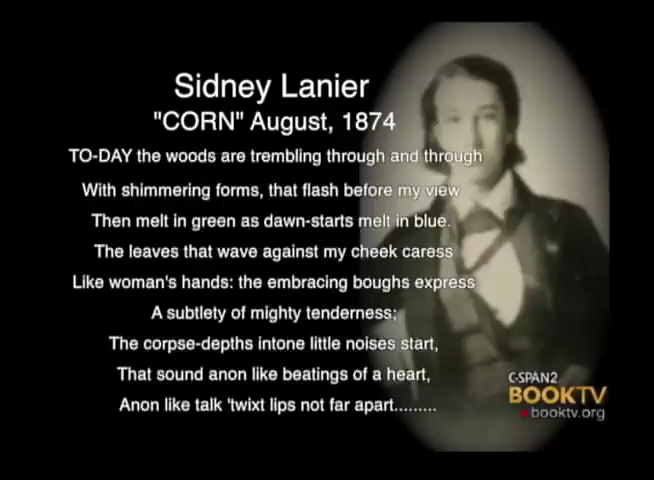 Sidney Lanier
"CORN" August, 1874
TO-DAY the woods are trembling through and through
With shimmering forms, that flash before my view
Then melt in green as dawn-starts melt in blue.
The leaves that wave against my cheek caress
Like woman's hands: the embracing boughs express
A subtlety of mighty tenderness;
The corpse-depths intone little noises start,
That sound anon like beatings of a heart,
Anon like talk 'twixt lips not far apart.........
C-SPAN2
BOOKTV
booktv.org